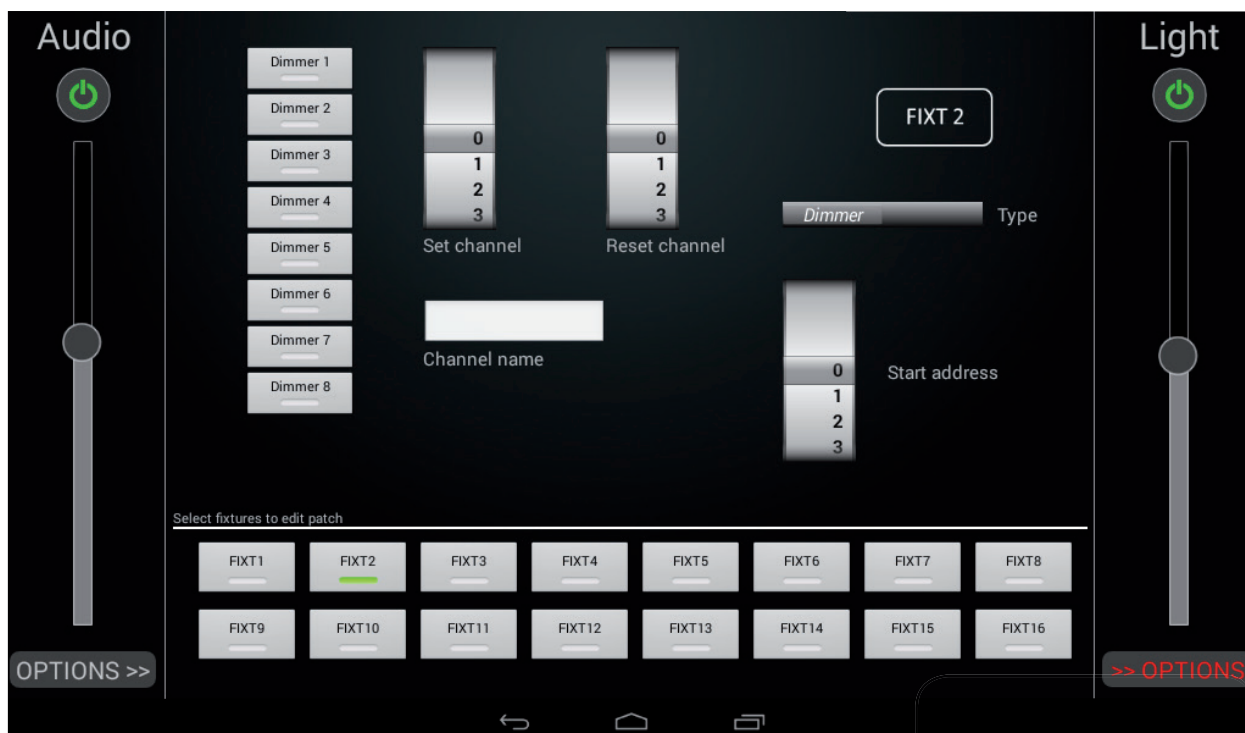 Audio
Light
Dimmer 1
Dimmer 2
Dimmer 3
Dimmer 4
Dimmer 5
Dimmer 6
Dimmer 7
Dimmer 8
0
1
2
3
Set channel
0
1
2
3
Reset channel
Channel name
FIXT 2
Dimmer
Type
0
1
2
3
Start address
Select fixtures to edit patch
FIXT1 FIXT2 FIXT3 FIXT4 FIXT5 FIXT6 FIXT7 FIXT8
FIXT9 FIXT10 FIXT11 FIXT12 FIXT13 FIXT14 FIXT15 FIXT16
OPTIONS >>
>> OPTIONS